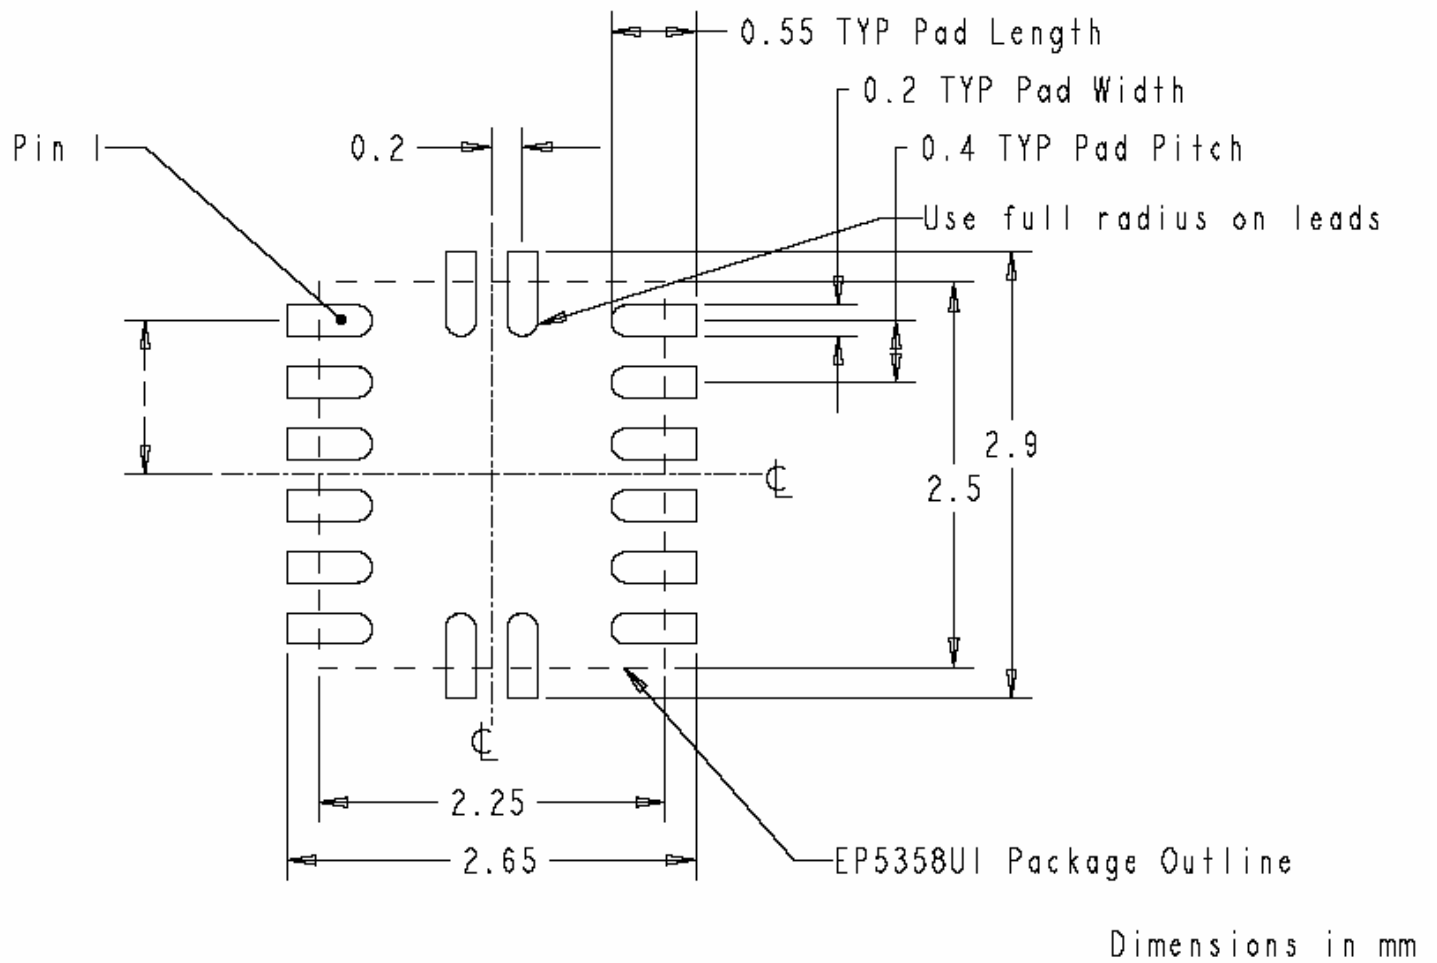 0.55 TYP Pad Length
0.2 TYP Pad Width
Pin 1
0.2
0.4 TYP Pad Pitch
Use full radius on leads
2.9
2.5
℄
℄
2.25
2.65
EP5358UI Package Outline
Dimensions in mm